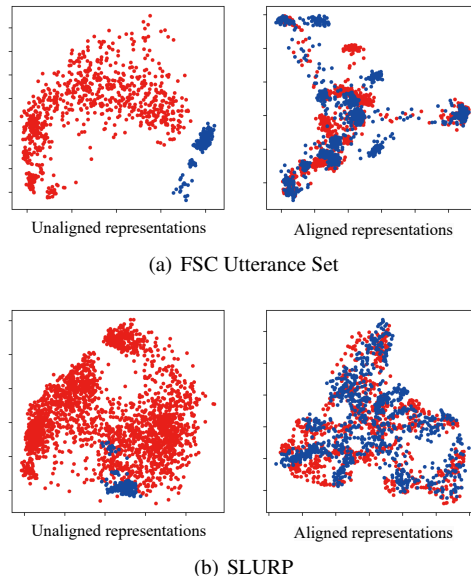 Unaligned representations
Aligned representations
(a) FSC Utterance Set
Unaligned representations
Aligned representations
(b) SLURP